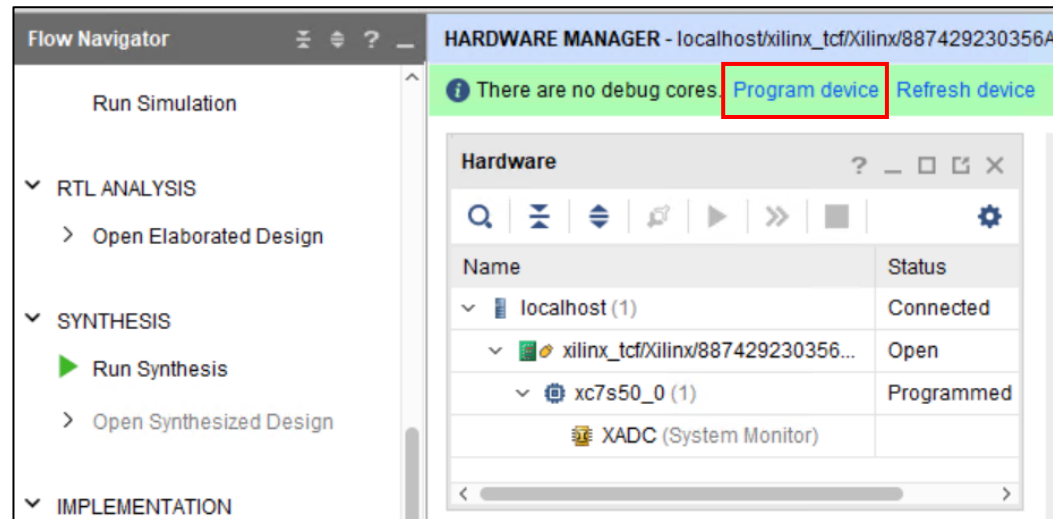 Flow Navigator
Run Simulation
RTL ANALYSIS
Open Elaborated Design
SYNTHESIS
Run Synthesis
Open Synthesized Design
IMPLEMENTATION
HARDWARE MANAGER - localhost/xilinx_tcf/Xilinx/887429230356A
There are no debug cores. Program device Refresh device
Hardware
Name Status
localhost (1) Connected
xilinx_tcf/Xilinx/887429230356... Open
xc7s50_0 (1) Programmed
XADC (System Monitor)